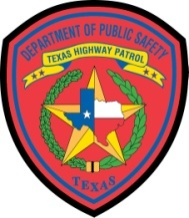 DEPARTMENT OF PUBLIC SAFETY
TEXAS HIGHWAY PATROL
TEXAS